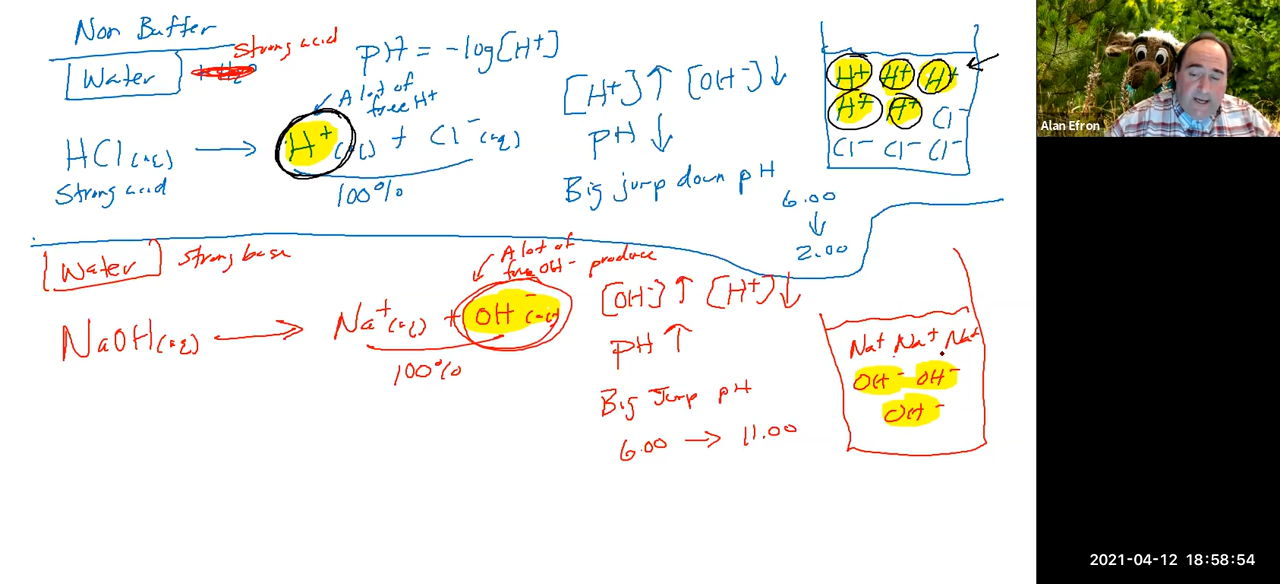 Non Buffer
Water
Strong acid
pH = -log[H+]
A lot of
free H+
HCl(aq) → H+(aq) + Cl-(aq)
Strong acid
100%
[H+]↑ [OH-]↓
pH ↓
Big jump down pH
6.00
↓
2.00
H+ H+ H+
H+ H+ Cl-
Cl- Cl- Cl-
Water
Strong base
A lot of
free OH- produce
NaOH(aq) → Na+(aq) + OH-(aq)
100%
[OH-]↑ [H+]↓
pH ↑
Big Jump pH
6.00 → 11.00
Na+ Na+ Na+
OH- OH-
OH-
Alan Efron
2021-04-12 18:58:54